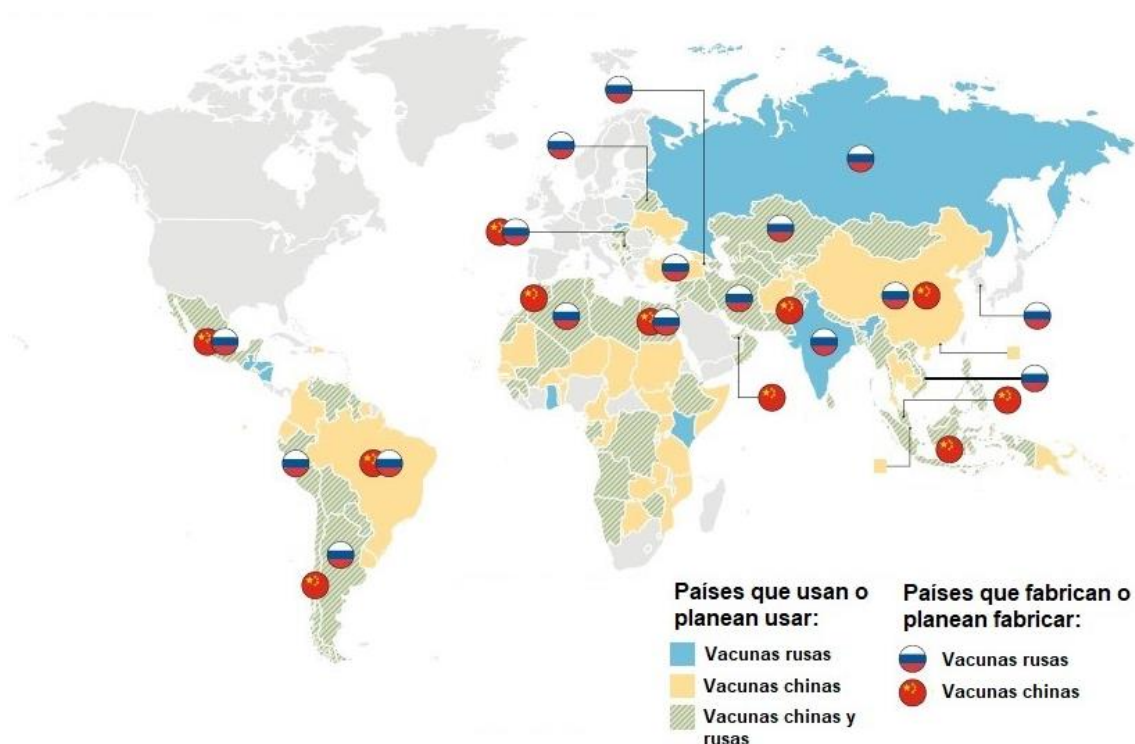 Países que usan o
planean usar:
Vacunas rusas
Vacunas chinas
Vacunas chinas y
rusas
Países que fabrican o
planean fabricar:
Vacunas rusas
Vacunas chinas